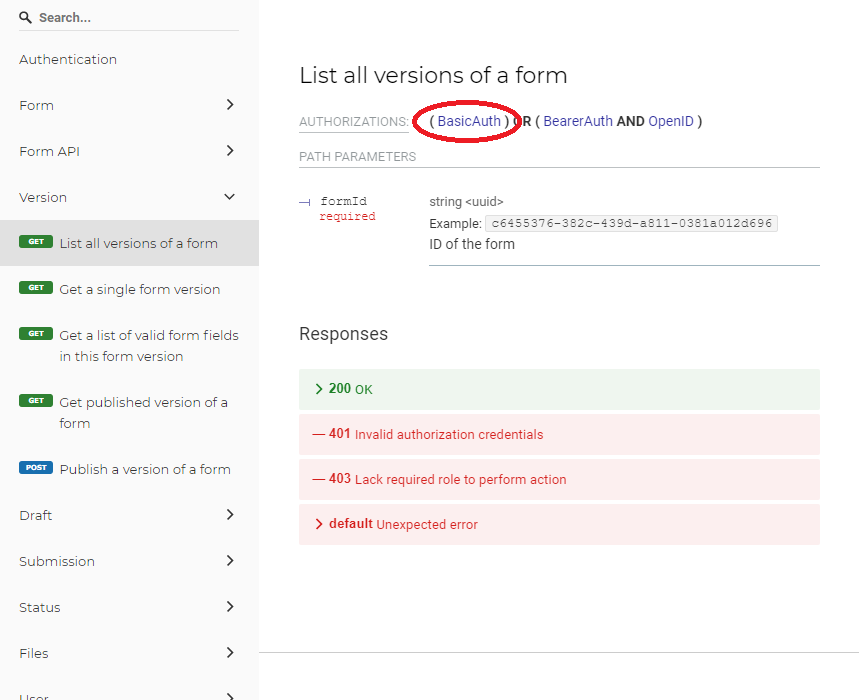 Search...
Authentication
Form
Form API
Version
GET List all versions of a form
GET Get a single form version
GET Get a list of valid form fields
in this form version
GET Get published version of a
form
POST Publish a version of a form
Draft
Submission
Status
Files
User
List all versions of a form
AUTHORIZATIONS: ( BasicAuth ) OR ( BearerAuth AND OpenID )
PATH PARAMETERS
formId
required
string <uuid>
Example: c6455376-382c-439d-a811-0381a012d696
ID of the form
Responses
200 OK
— 401 Invalid authorization credentials
— 403 Lack required role to perform action
default Unexpected error